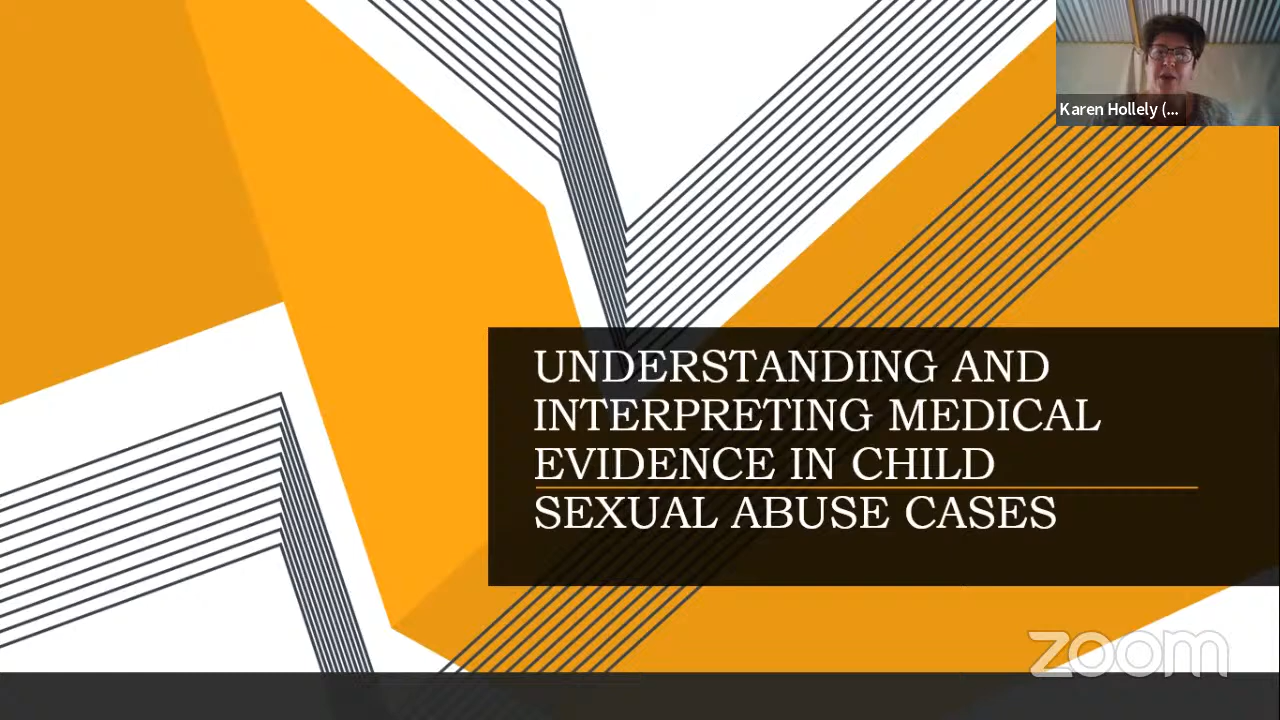 Karen Hollely (...
UNDERSTANDING AND
INTERPRETING MEDICAL
EVIDENCE IN CHILD
SEXUAL ABUSE CASES
zoom